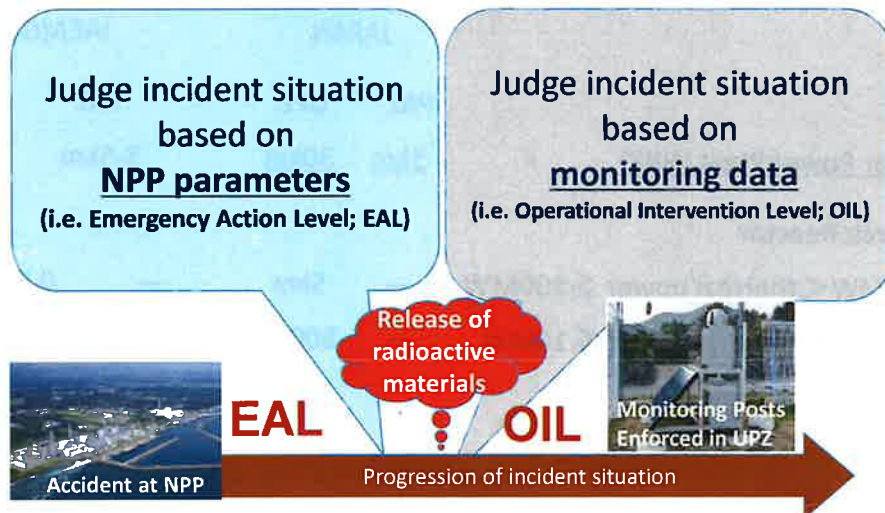 Judge incident situation
based on
NPP parameters
(i.e. Emergency Action Level; EAL)
Judge incident situation
based on
monitoring data
(i.e. Operational Intervention Level; OIL)
Release of
radioactive
materials
EAL
OIL
Monitoring Posts
Enforced in UPZ
Accident at NPP
Progression of incident situation